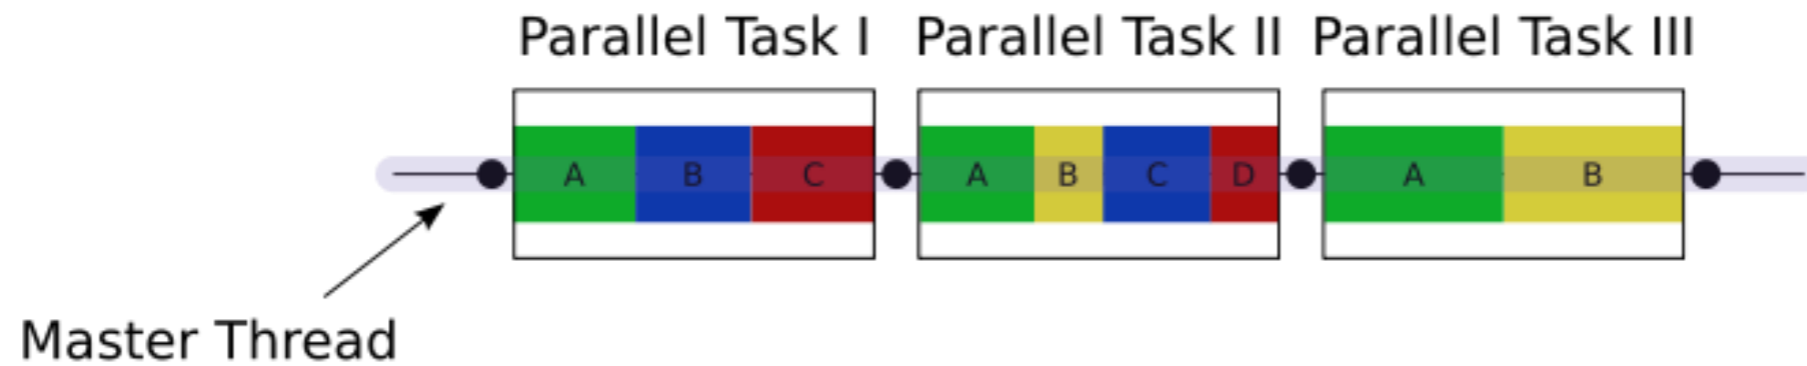 Parallel Task I Parallel Task II Parallel Task III
A B C A B C D A B
Master Thread